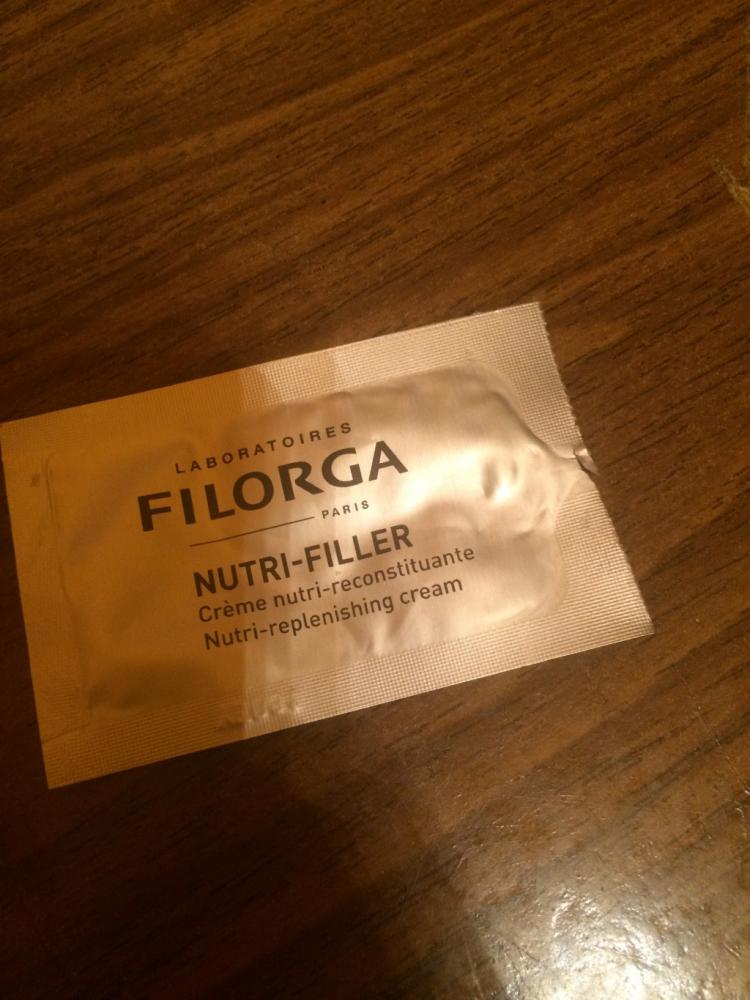 LABORATOIRES
FILORGA
PARIS
NUTRI-FILLER
Crème nutri-reconstituante
Nutri-replenishing cream